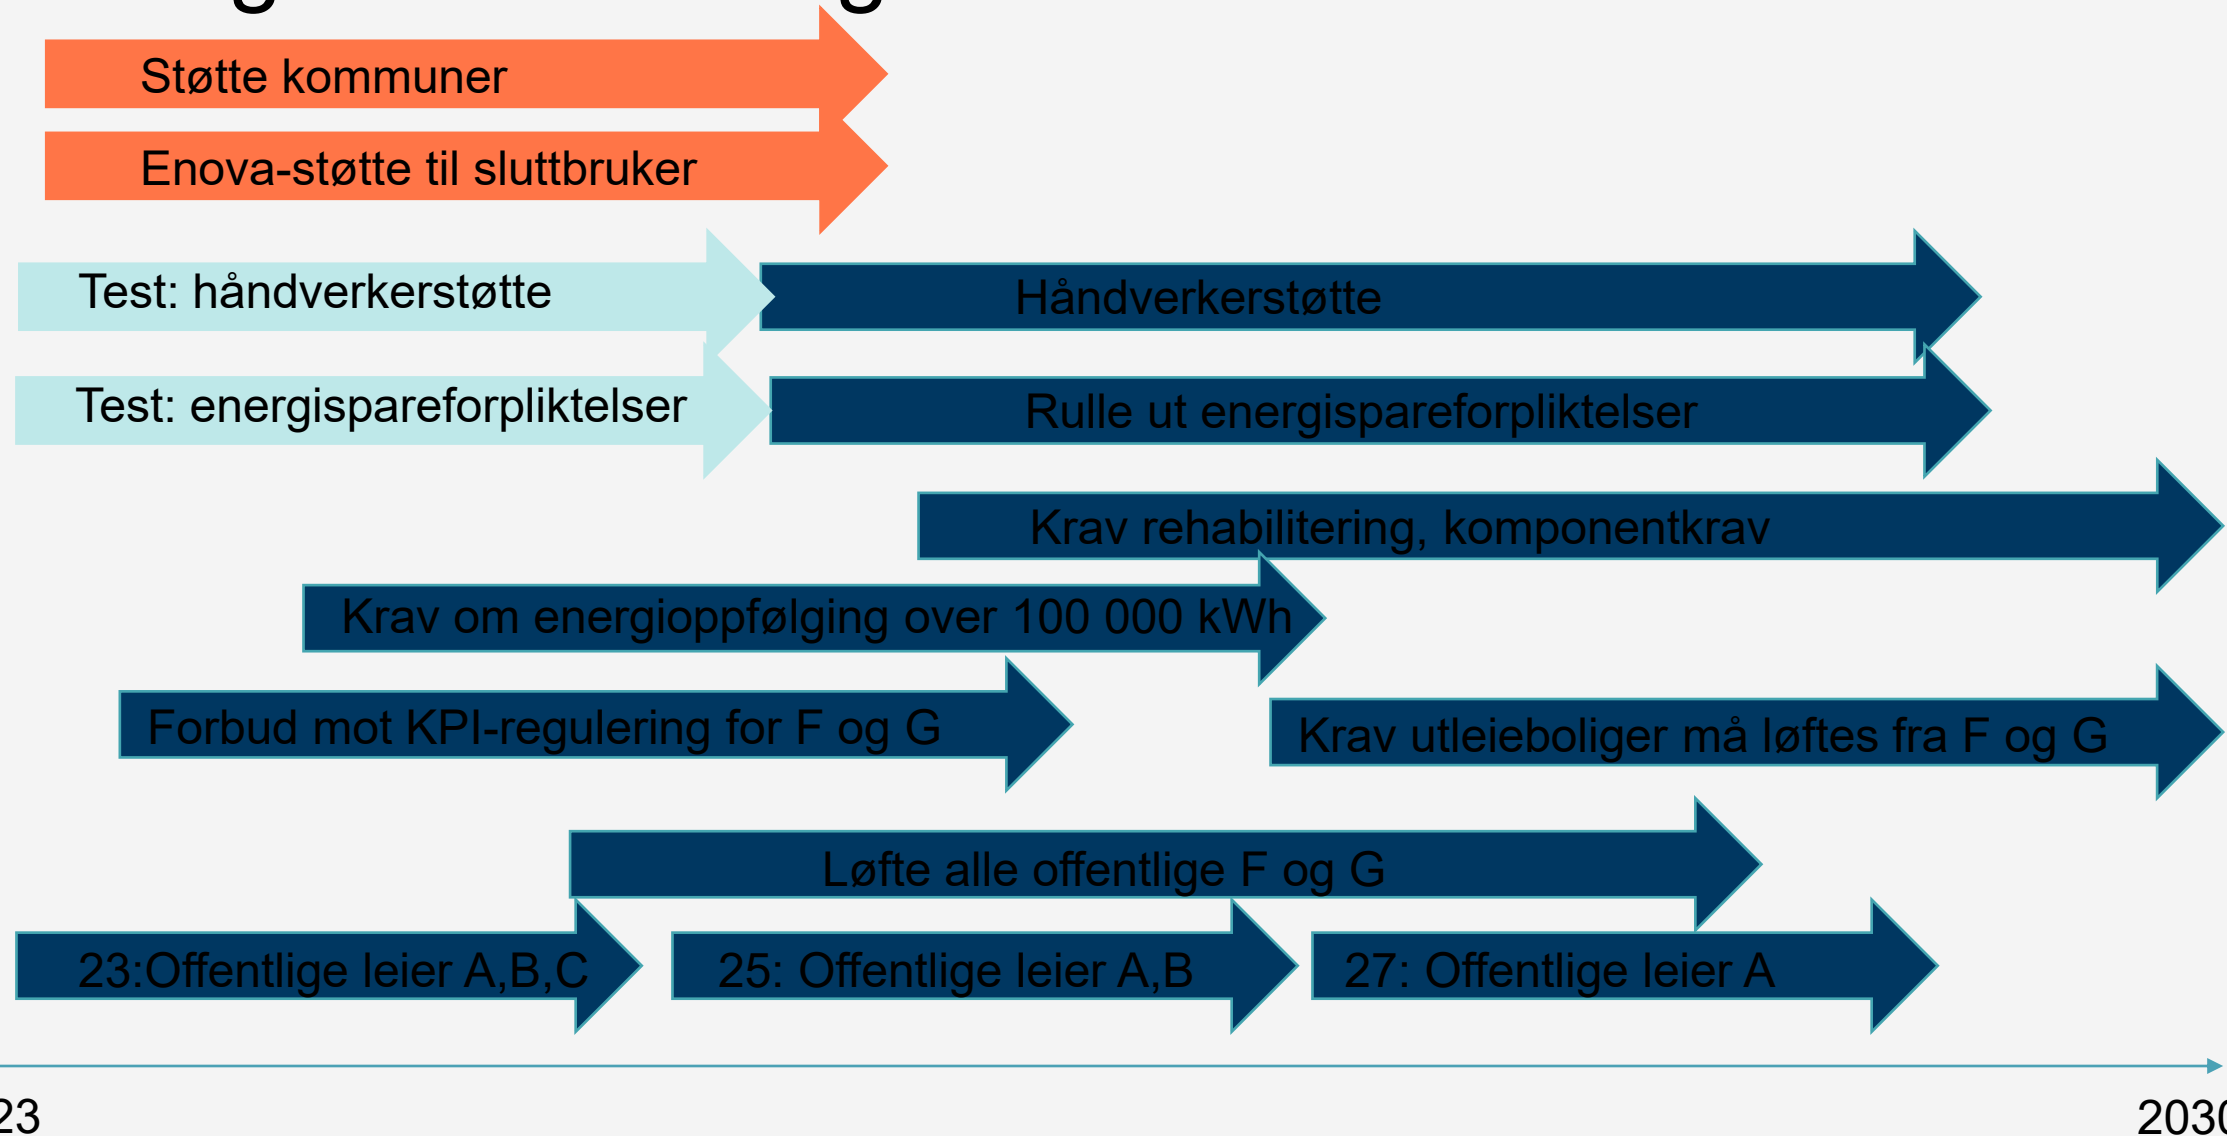 Støtte kommuner
Enova-støtte til sluttbruker
Test: håndverkerstøtte
Håndverkerstøtte
Test: energispareforpliktelser
Rulle ut energispareforpliktelser
Krav rehabilitering, komponentkrav
Krav om energioppfølging over 100 000 kWh
Forbud mot KPI-regulering for F og G
Krav utleieboliger må løftes fra F og G
Løfte alle offentlige F og G
23:Offentlige leier A,B,C
25: Offentlige leier A,B
27: Offentlige leier A
23
2030